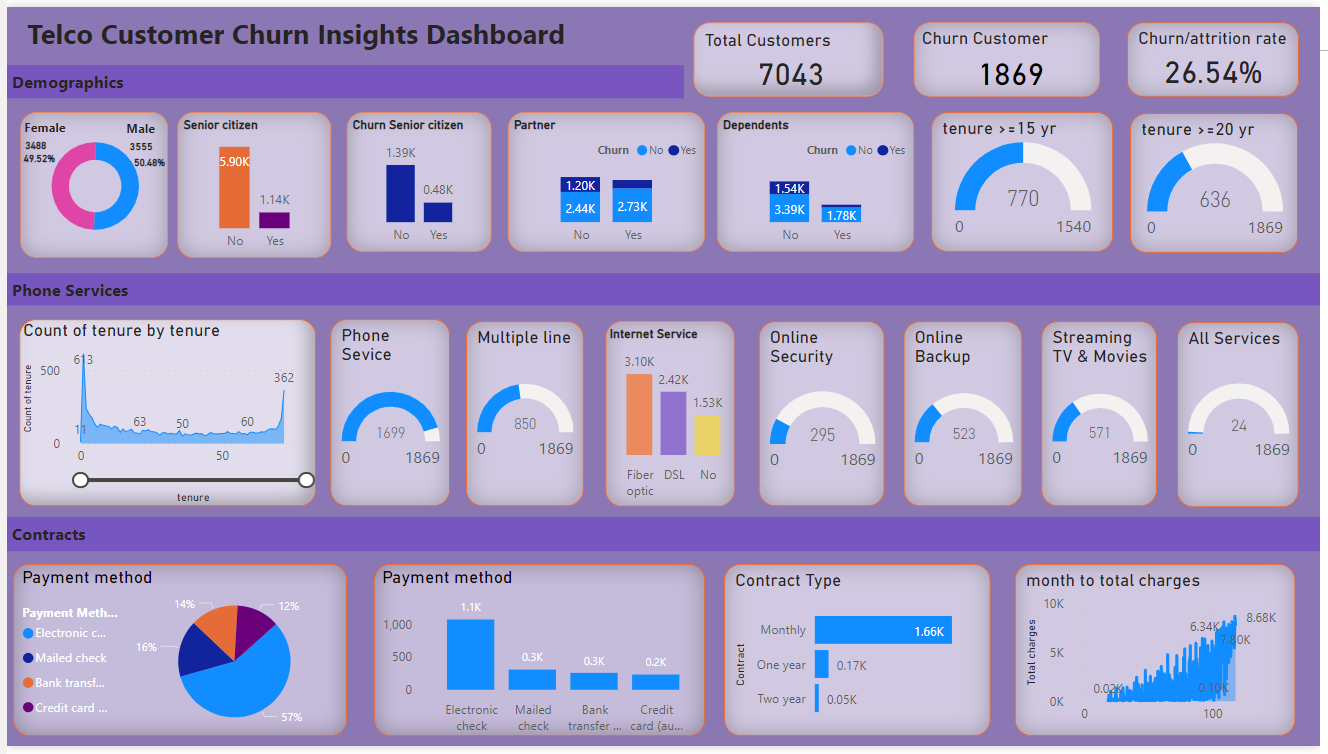 Telco Customer Churn Insights Dashboard
Total Customers
7043
Churn Customer
1869
Churn/attrition rate
26.54%
Demographics
Female
3488
49.52%
Male
3555
50.48%
Senior citizen
5.90K
1.14K
No
Yes
Churn Senior citizen
1.39K
0.48K
No
Yes
Partner
Churn No Yes
1.20K
2.44K
2.73K
No
Yes
Dependents
Churn No Yes
1.54K
3.39K
1.78K
No
Yes
tenure >=15 yr
770
0
1540
tenure >=20 yr
636
0
1869
Phone Services
Count of tenure by tenure
Count of tenure
500
0
613
11
63
50
60
362
0
50
tenure
Phone
Sevice
1699
0
1869
Multiple line
850
0
1869
Internet Service
3.10K
2.42K
1.53K
Fiber
optic
DSL
No
Online
Security
295
0
1869
Online
Backup
523
0
1869
Streaming
TV & Movies
571
0
1869
All Services
24
0
1869
Contracts
Payment method
Payment Meth...
Electronic c...
Mailed check
Bank transf...
Credit card ...
14%
12%
16%
57%
Payment method
1,000
500
0
1.1K
0.3K
0.3K
0.2K
Electronic
check
Mailed
check
Bank
transfer ...
Credit
card (au...
Contract Type
Contract
Monthly
1.66K
One year
0.17K
Two year
0.05K
month to total charges
Total charges
10K
5K
0K
8.68K
6.34K
7.80K
0.02K
0.10K
0
100